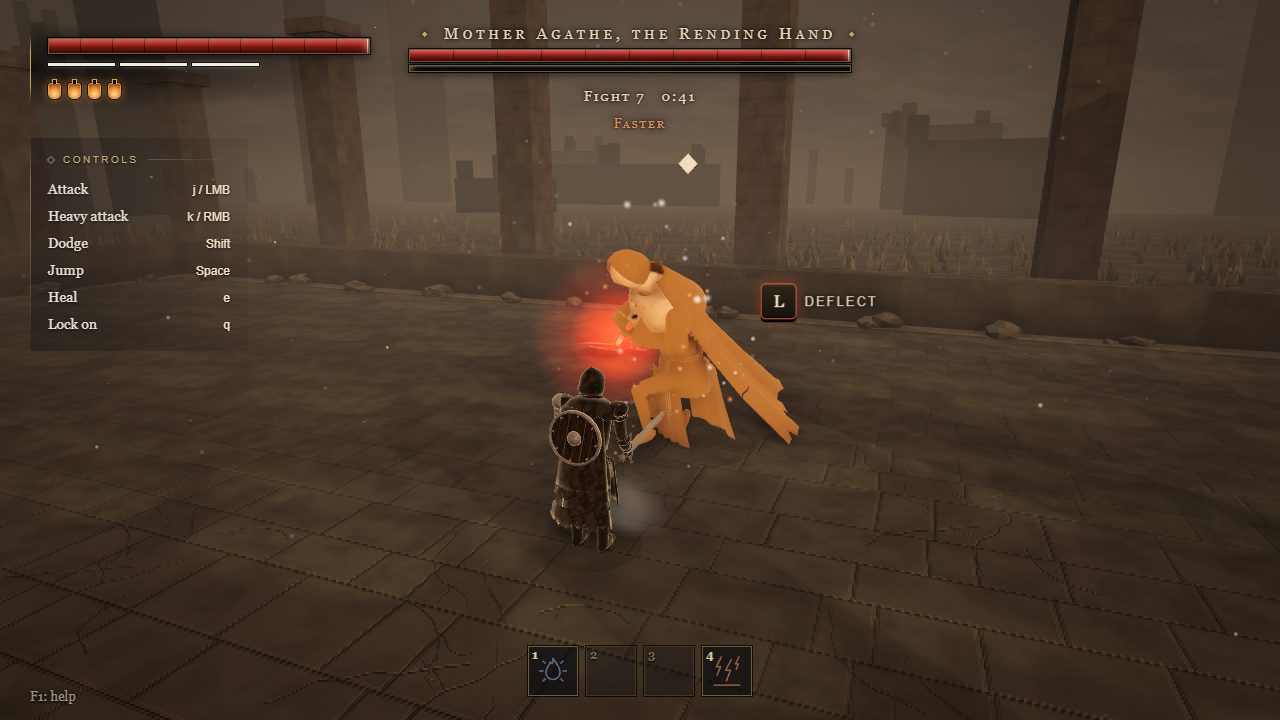 Mother Agathe, the Rending Hand
Fight 7 0:41
Faster
CONTROLS
Attack j / LMB
Heavy attack k / RMB
Dodge Shift
Jump Space
Heal e
Lock on q
L DEFLECT
1 2 3 4
F1: help